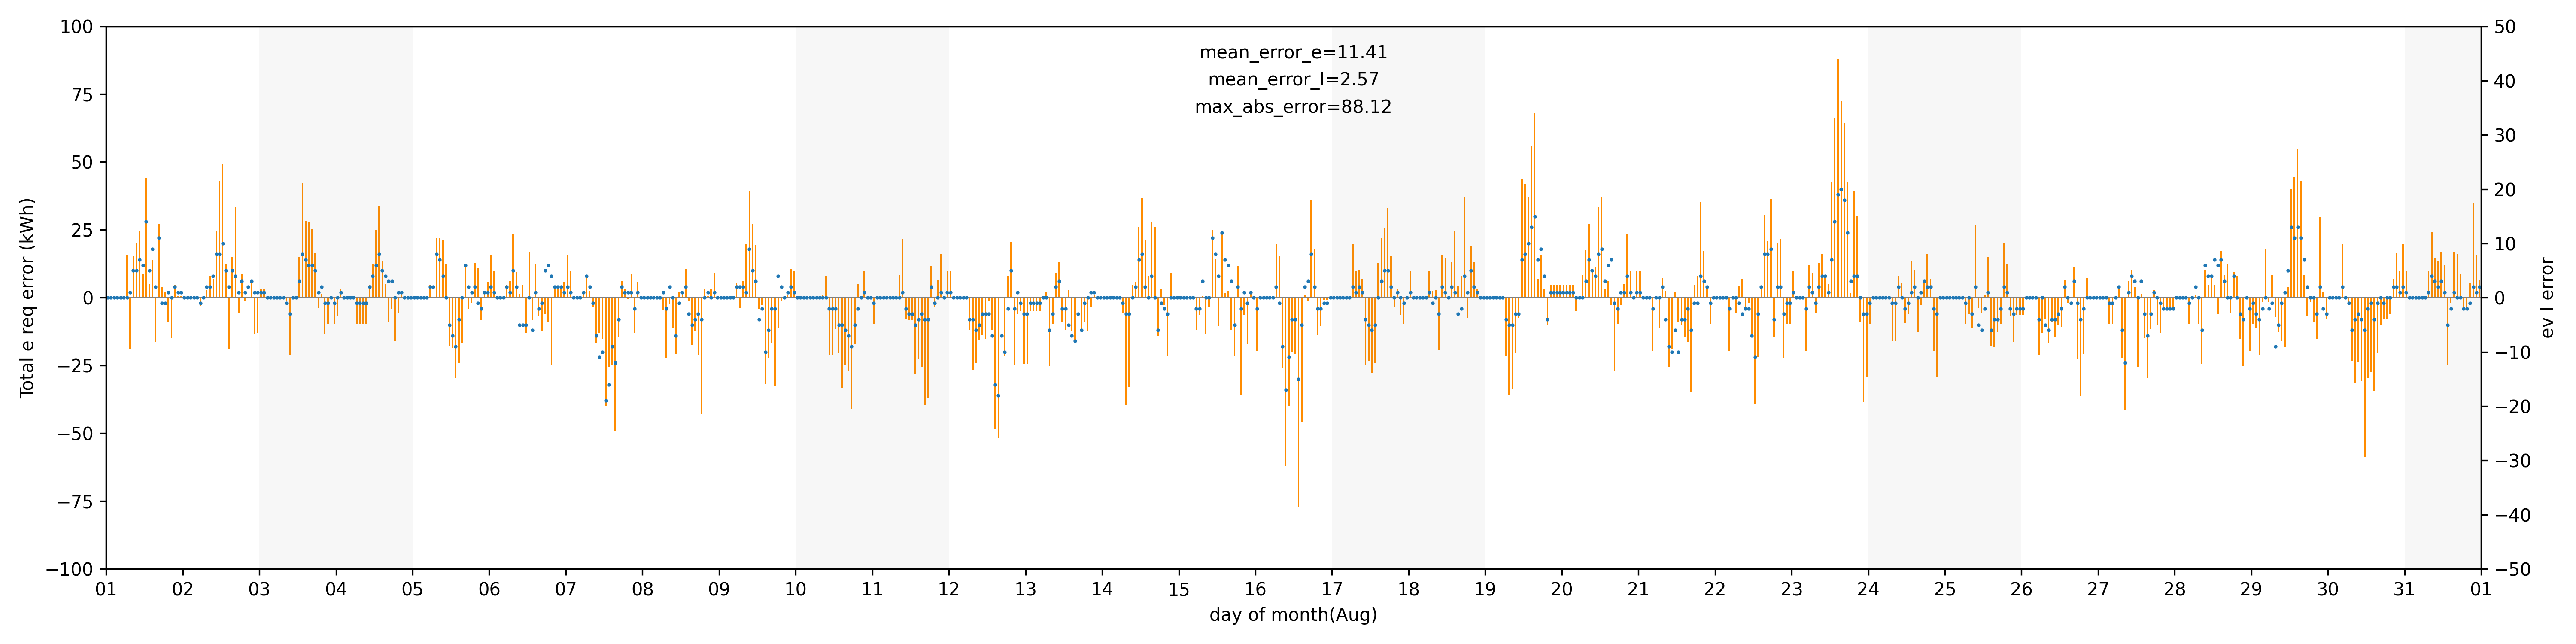 mean_error_e=11.41
mean_error_l=2.57
max_abs_error=88.12
Total e req error (kWh)
100
75
50
25
0
−25
−50
−75
−100
50
40
30
20
10
0
−10
−20
−30
−40
−50
ev l error
01 02 03 04 05 06 07 08 09 10 11 12 13 14 15 16 17 18 19 20 21 22 23 24 25 26 27 28 29 30 31 01
day of month(Aug)